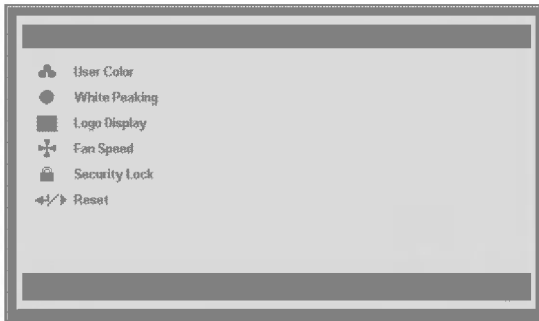 User Color
White Peaking
Logo Display
Fan Speed
Security Lock
Reset